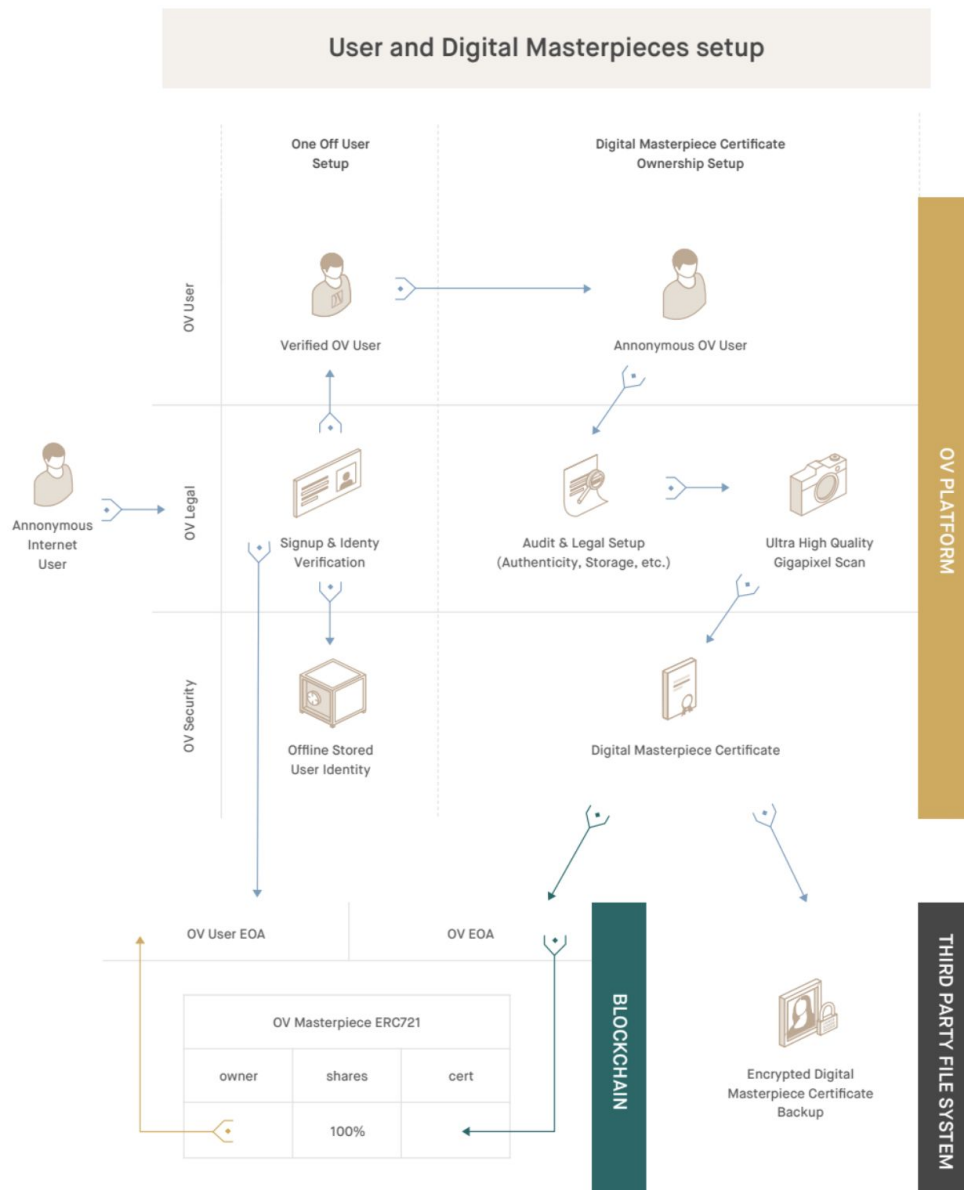 User and Digital Masterpieces setup
One Off User
Setup
Digital Masterpiece Certificate
Ownership Setup
OV User
Verified OV User
Annonymous OV User
OV PLATFORM
OV Legal
Annonymous
Internet
User
Signup & Identy
Verification
Audit & Legal Setup
(Authenticity, Storage, etc.)
Ultra High Quality
Gigapixel Scan
OV Security
Offline Stored
User Identity
Digital Masterpiece Certificate
OV User EOA
OV EOA
BLOCKCHAIN
THIRD PARTY FILE SYSTEM
OV Masterpiece ERC721
owner
shares
cert
100%
Encrypted Digital
Masterpiece Certificate
Backup